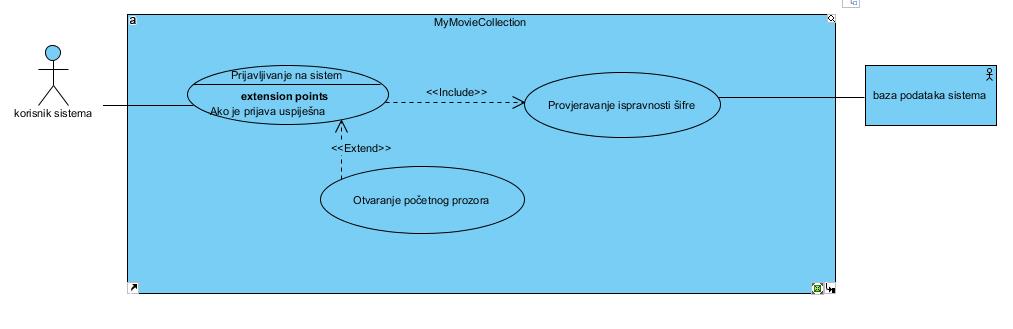 a
MyMovieCollection
korisnik sistema
Prijavljivanje na sistem
extension points
Ako je prijava uspiješna
<<Include>>
Provjeravanje ispravnosti šifre
baza podataka sistema
<<Extend>>
Otvaranje početnog prozora